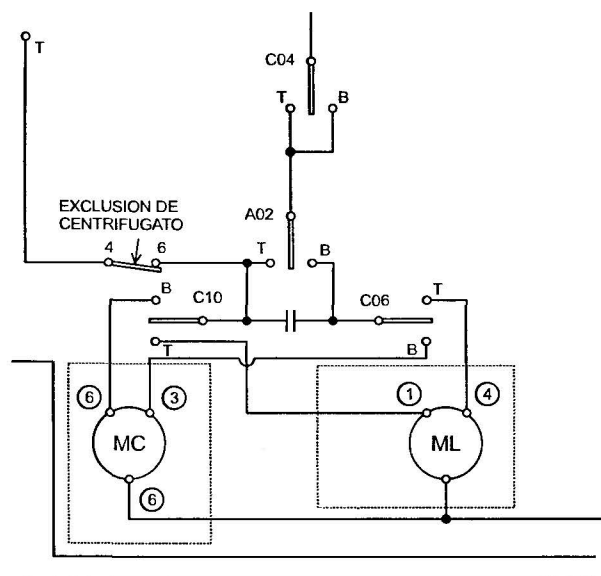 T
C04
T B
A02
EXCLUSION DE
CENTRIFUGATO
4 6 T B
B C10 C06 T
T B
6 3 1 4
MC ML
6